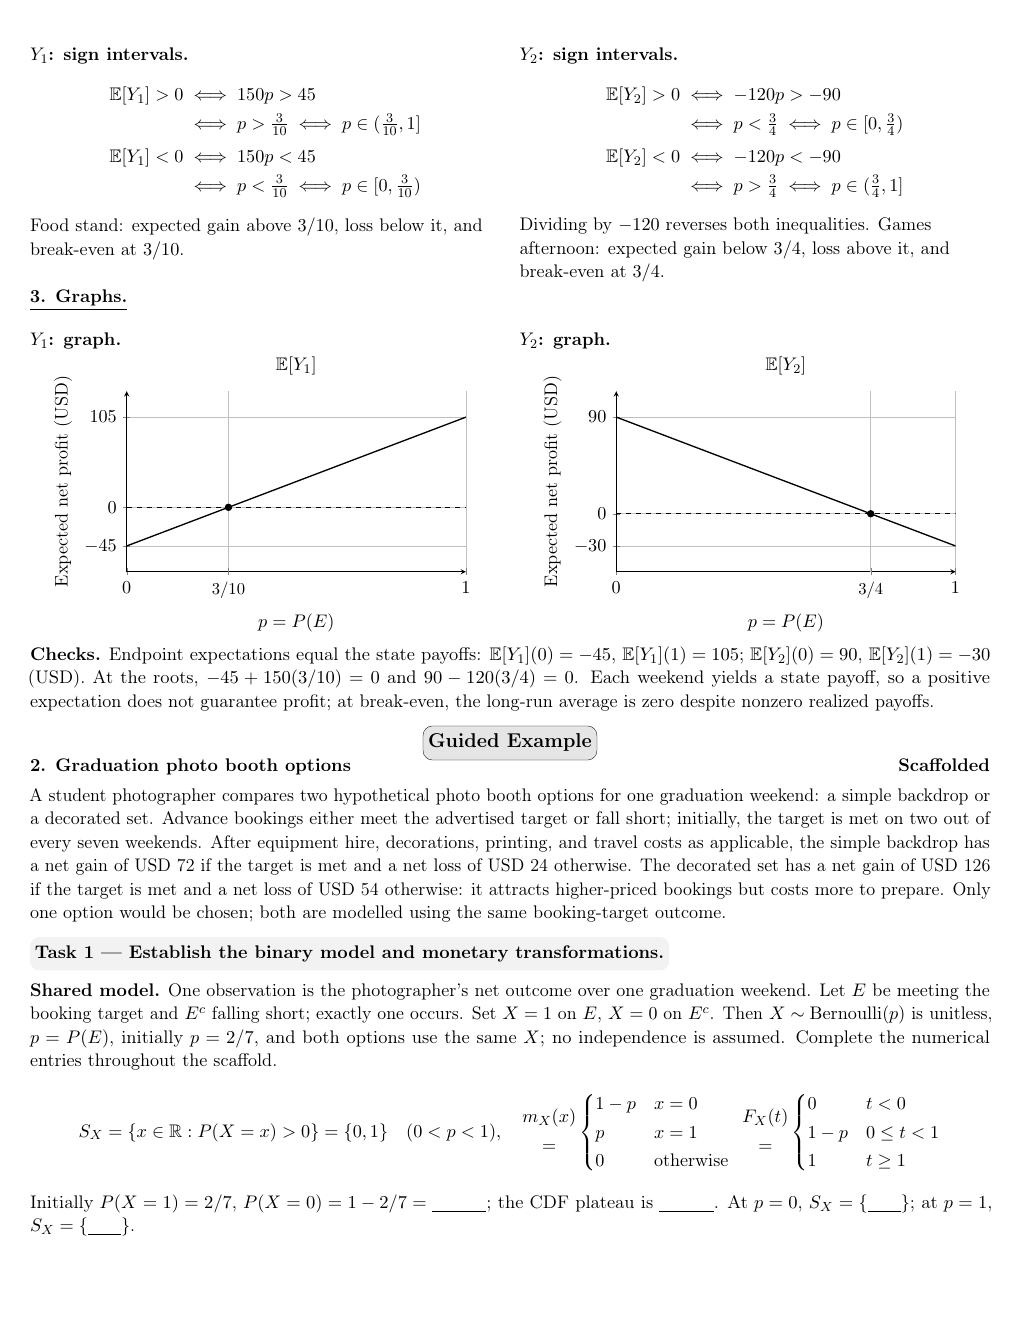 Y₁: sign intervals.
𝔼[Y₁] > 0 ⟺ 150p > 45
⟺ p > 3/10 ⟺ p ∈ (3/10, 1]
𝔼[Y₁] < 0 ⟺ 150p < 45
⟺ p < 3/10 ⟺ p ∈ [0, 3/10)
Food stand: expected gain above 3/10, loss below it, and
break-even at 3/10.
Y₂: sign intervals.
𝔼[Y₂] > 0 ⟺ −120p > −90
⟺ p < 3/4 ⟺ p ∈ [0, 3/4)
𝔼[Y₂] < 0 ⟺ −120p < −90
⟺ p > 3/4 ⟺ p ∈ (3/4, 1]
Dividing by −120 reverses both inequalities. Games
afternoon: expected gain below 3/4, loss above it, and
break-even at 3/4.
3. Graphs.
Y₁: graph.
𝔼[Y₁]
Expected net profit (USD)
105
0
−45
0 3/10 1
p = P(E)
Y₂: graph.
𝔼[Y₂]
Expected net profit (USD)
90
0
−30
0 3/4 1
p = P(E)
Checks. Endpoint expectations equal the state payoffs: 𝔼[Y₁](0) = −45, 𝔼[Y₁](1) = 105; 𝔼[Y₂](0) = 90, 𝔼[Y₂](1) = −30
(USD). At the roots, −45 + 150(3/10) = 0 and 90 − 120(3/4) = 0. Each weekend yields a state payoff, so a positive
expectation does not guarantee profit; at break-even, the long-run average is zero despite nonzero realized payoffs.
Guided Example
2. Graduation photo booth options Scaffolded
A student photographer compares two hypothetical photo booth options for one graduation weekend: a simple backdrop or
a decorated set. Advance bookings either meet the advertised target or fall short; initially, the target is met on two out of
every seven weekends. After equipment hire, decorations, printing, and travel costs as applicable, the simple backdrop has
a net gain of USD 72 if the target is met and a net loss of USD 24 otherwise. The decorated set has a net gain of USD 126
if the target is met and a net loss of USD 54 otherwise: it attracts higher-priced bookings but costs more to prepare. Only
one option would be chosen; both are modelled using the same booking-target outcome.
Task 1 — Establish the binary model and monetary transformations.
Shared model. One observation is the photographer's net outcome over one graduation weekend. Let E be meeting the
booking target and Eᶜ falling short; exactly one occurs. Set X = 1 on E, X = 0 on Eᶜ. Then X ∼ Bernoulli(p) is unitless,
p = P(E), initially p = 2/7, and both options use the same X; no independence is assumed. Complete the numerical
entries throughout the scaffold.
S_X = {x ∈ ℝ : P(X = x) > 0} = {0, 1} (0 < p < 1),
m_X(x) =
{ 1 − p x = 0
p x = 1
0 otherwise
F_X(t) =
{ 0 t < 0
1 − p 0 ≤ t < 1
1 t ≥ 1
Initially P(X = 1) = 2/7, P(X = 0) = 1 − 2/7 = ______; the CDF plateau is ______. At p = 0, S_X = {____}; at p = 1,
S_X = {____}.